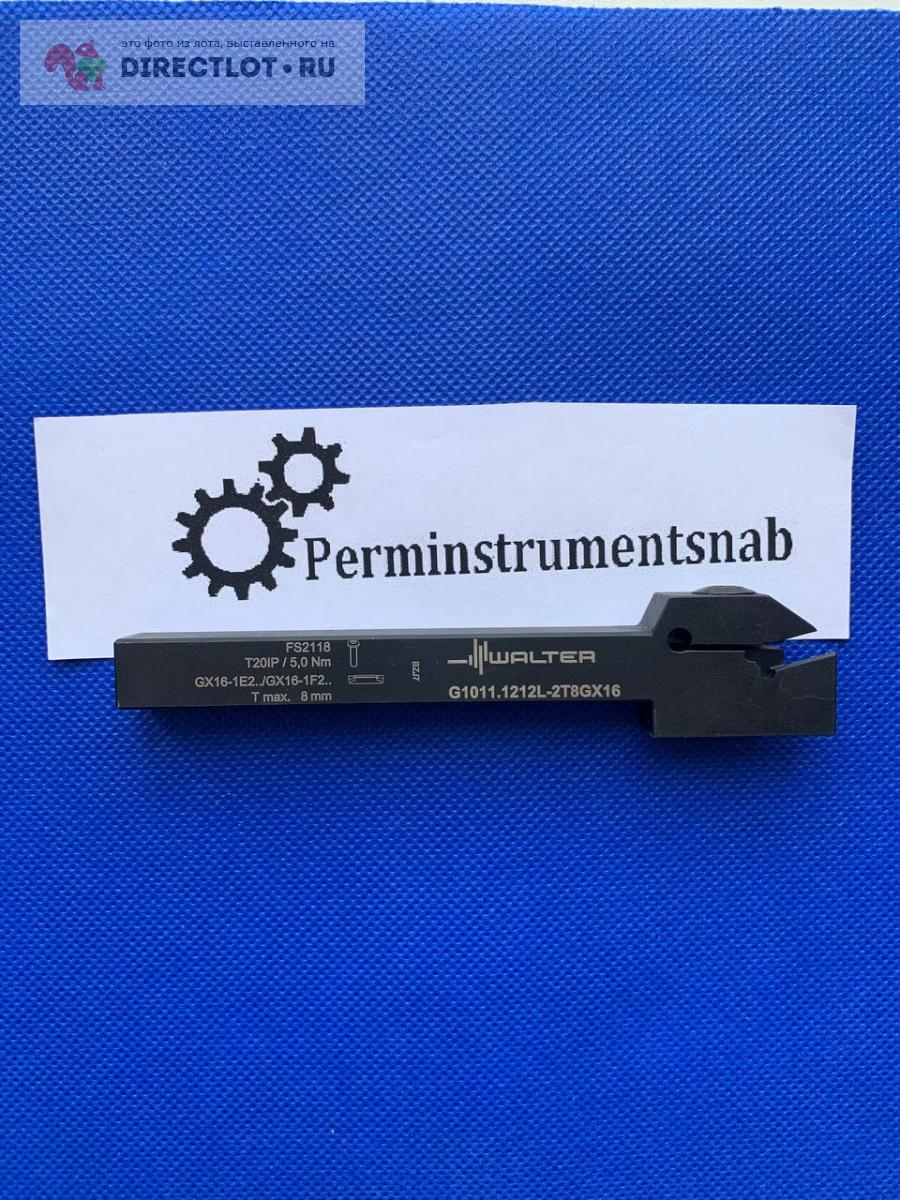 это фото из лота, выставленного на
DIRECTLOT•RU
Perminstrumentsnab
FS2118
T20IP / 5,0 Nm
GX16-1E2../GX16-1F2..
T max. 8 mm
BZJ7
WALTER
G1011.1212L-2T8GX16